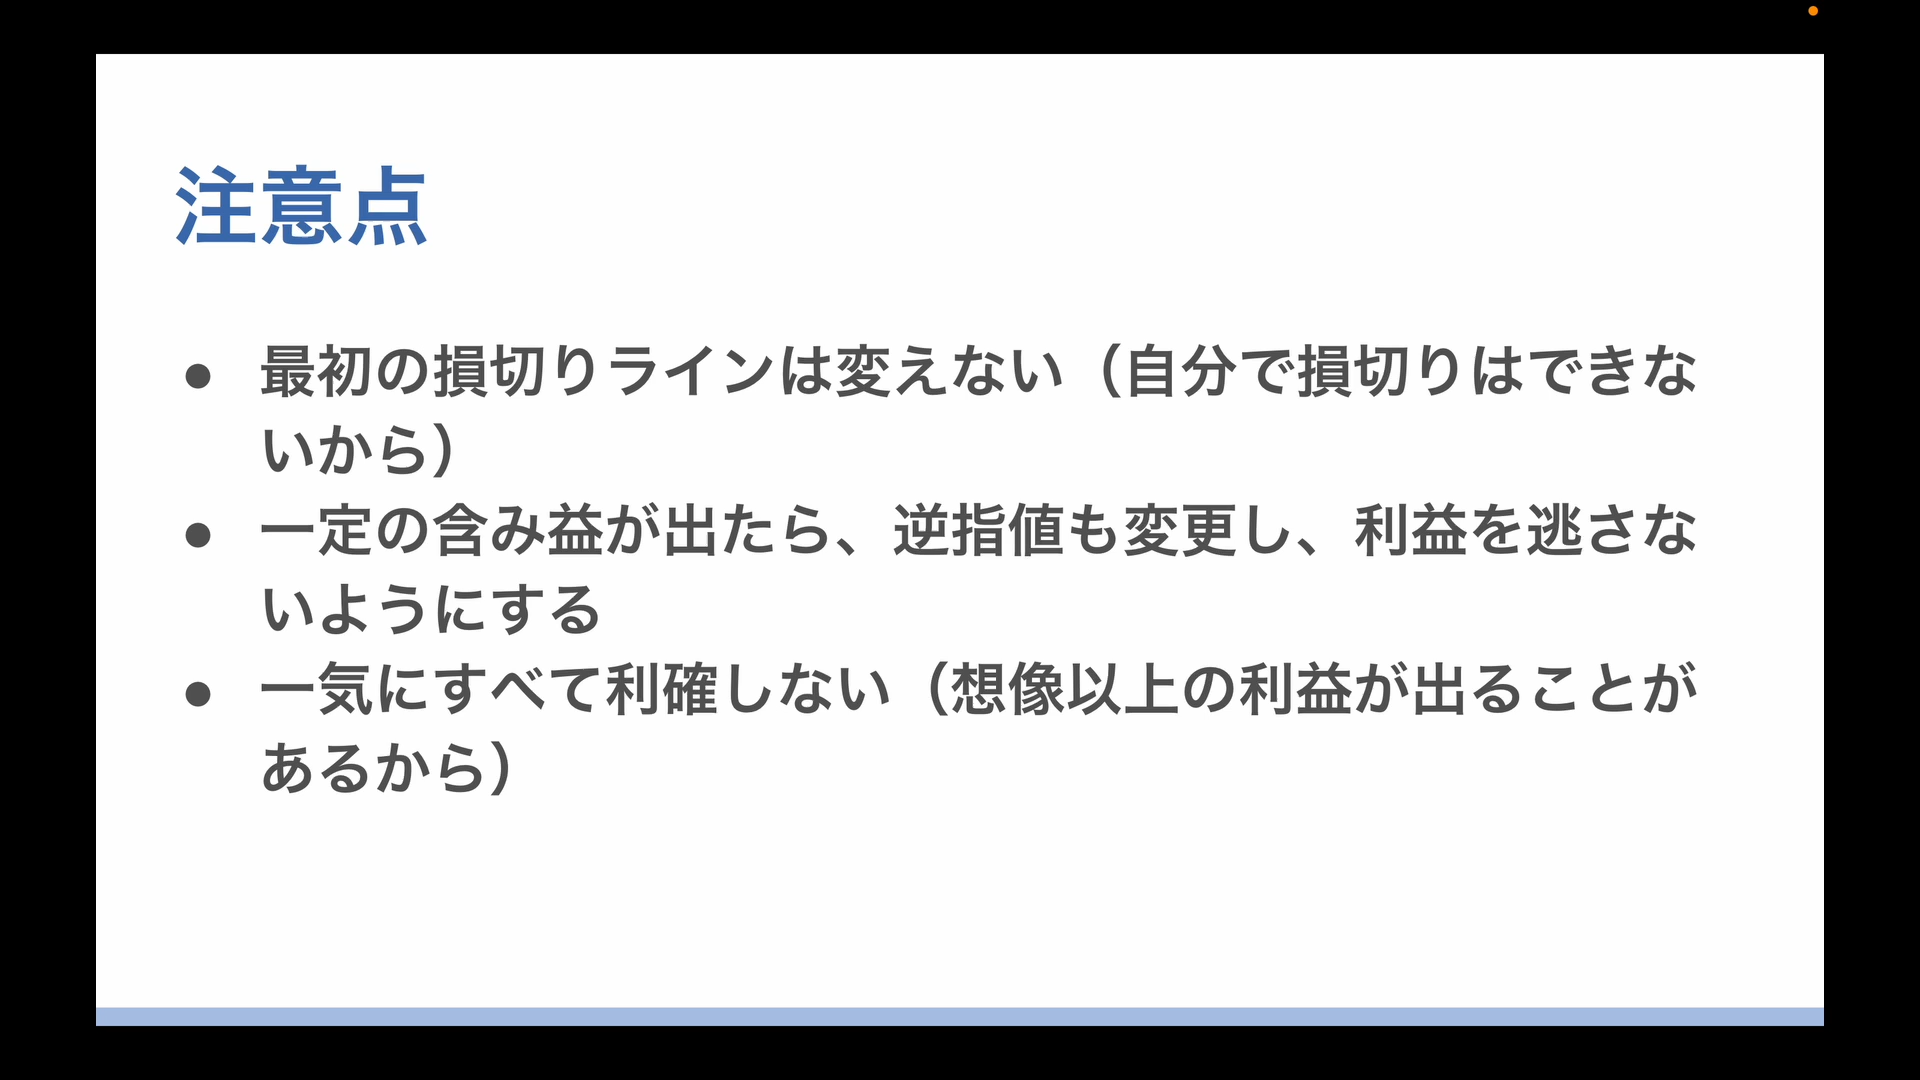 注意点
● 最初の損切りラインは変えない（自分で損切りはできな
いから）
● 一定の含み益が出たら、逆指値も変更し、利益を逃さな
いようにする
● 一気にすべて利確しない（想像以上の利益が出ることが
あるから）